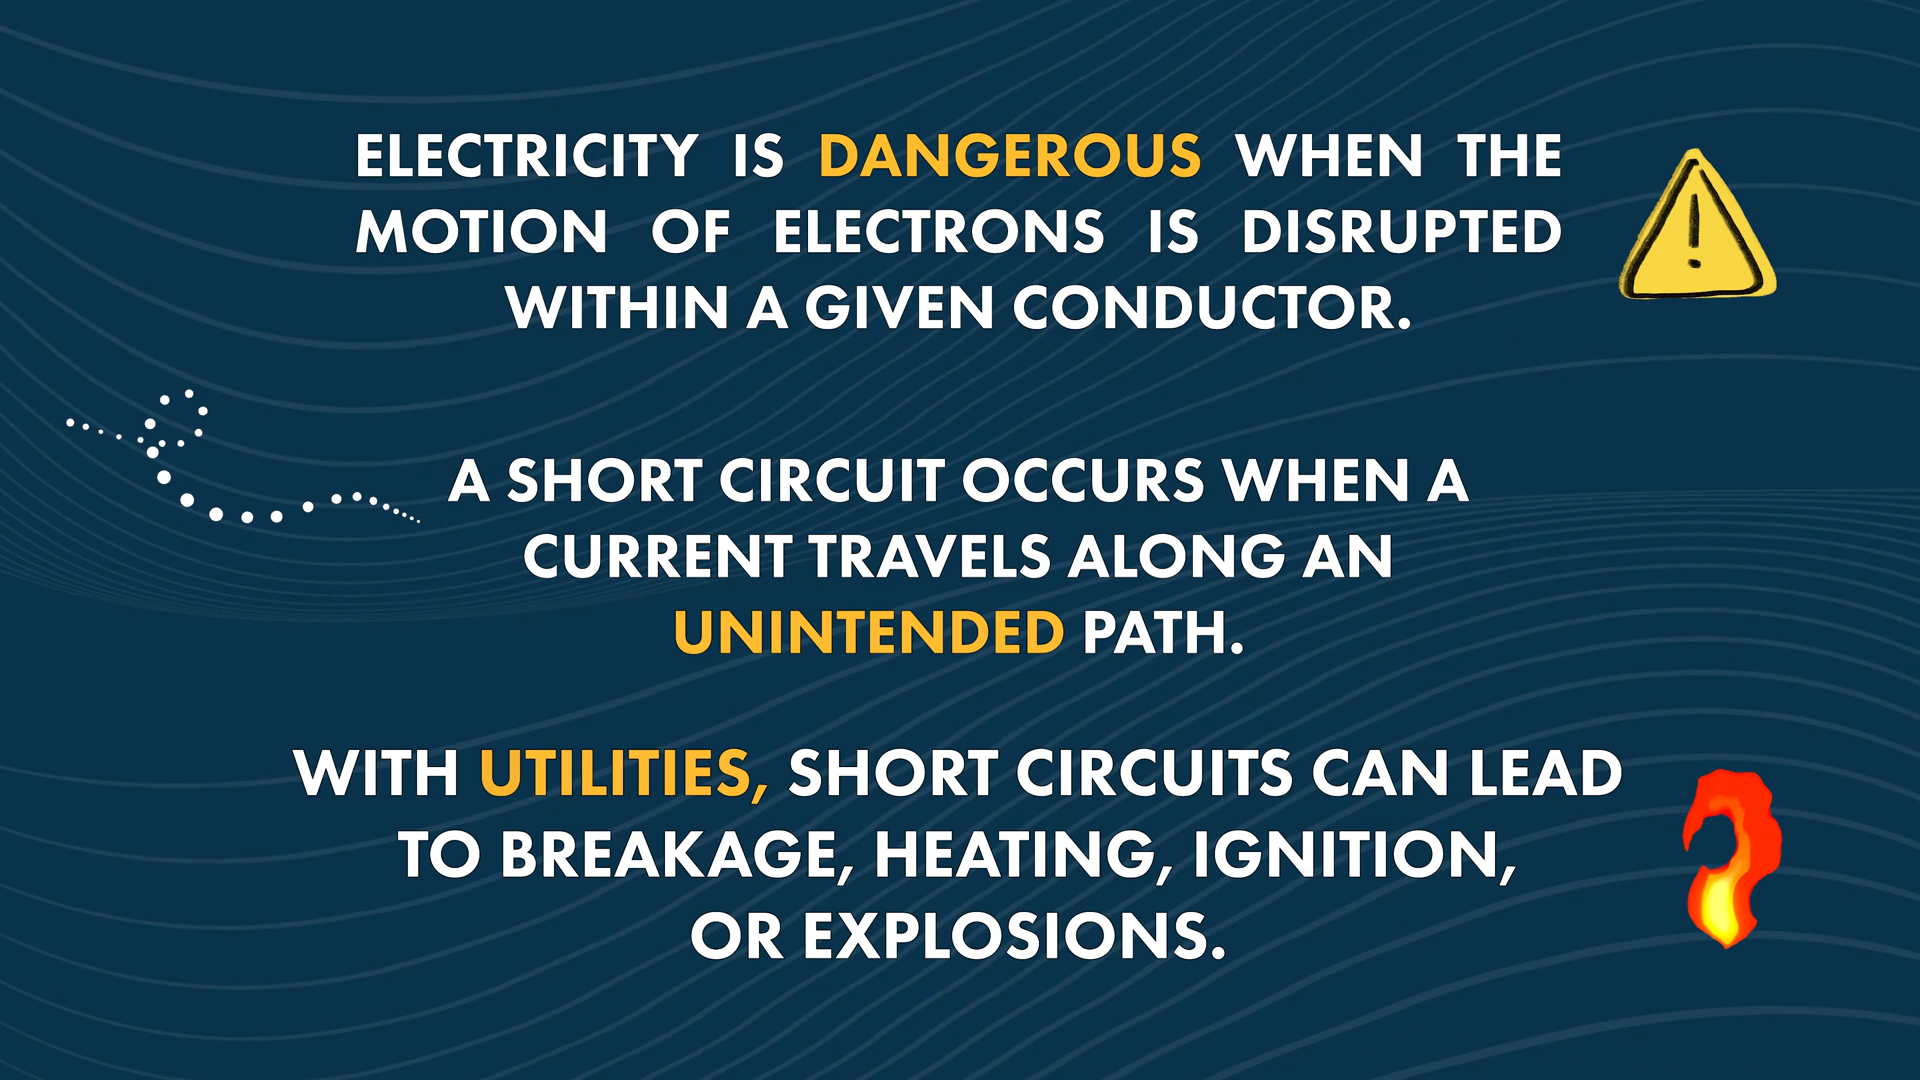 ELECTRICITY IS DANGEROUS WHEN THE
MOTION OF ELECTRONS IS DISRUPTED
WITHIN A GIVEN CONDUCTOR.
A SHORT CIRCUIT OCCURS WHEN A
CURRENT TRAVELS ALONG AN
UNINTENDED PATH.
WITH UTILITIES, SHORT CIRCUITS CAN LEAD
TO BREAKAGE, HEATING, IGNITION,
OR EXPLOSIONS.